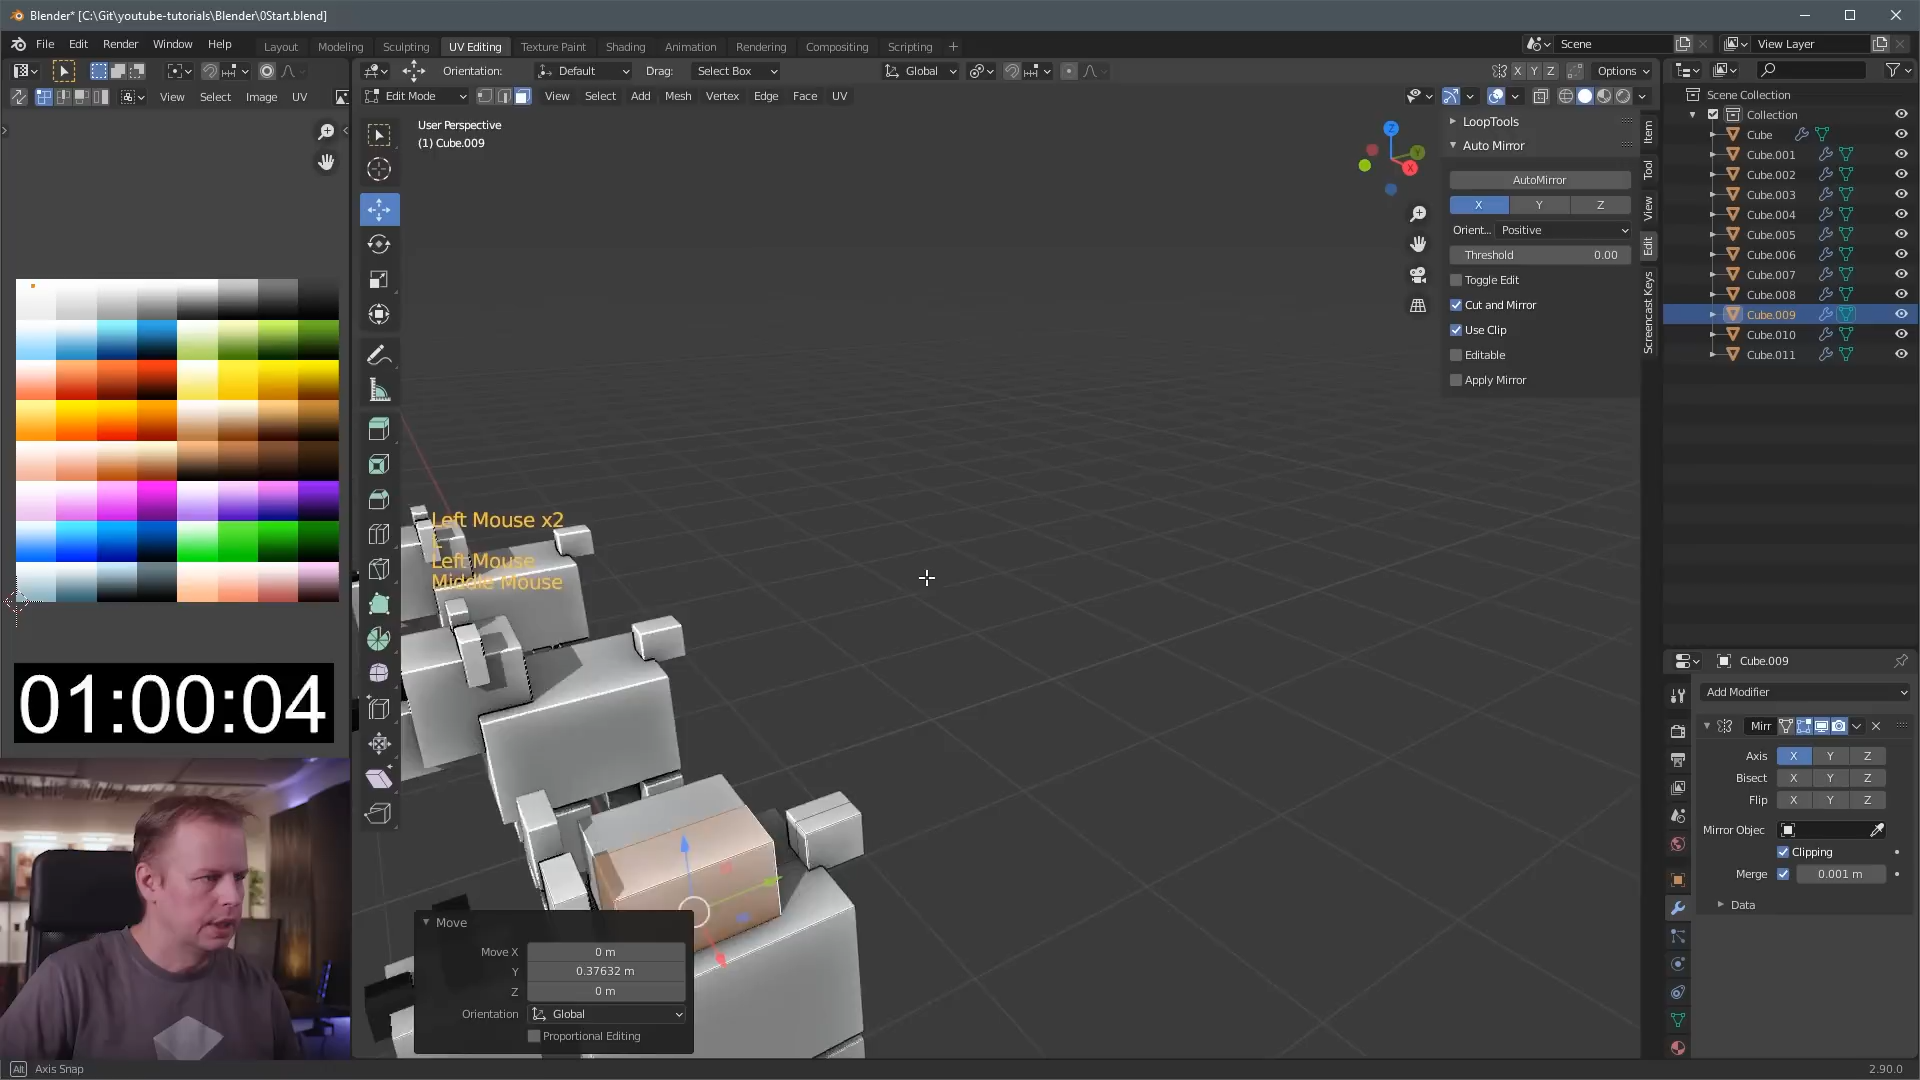 Blender* [C:\Git\youtube-tutorials\Blender\0Start.blend]
File Edit Render Window Help Layout Modeling Sculpting UV Editing Texture Paint Shading Animation Rendering Compositing Scripting + Scene View Layer
Orientation: Default Drag: Select Box Global X Y Z Options
View Select Image UV Edit Mode View Select Add Mesh Vertex Edge Face UV
User Perspective
(1) Cube.009
Left Mouse x2
L
Left Mouse
Middle Mouse
Z
Y
X
LoopTools
Auto Mirror
AutoMirror
X Y Z
Orient... Positive
Threshold 0.00
Toggle Edit
Cut and Mirror
Use Clip
Editable
Apply Mirror
Item
Tool
View
Edit
Screencast Keys
Scene Collection
Collection
Cube
Cube.001
Cube.002
Cube.003
Cube.004
Cube.005
Cube.006
Cube.007
Cube.008
Cube.009
Cube.010
Cube.011
01:00:04
Move
Move X 0 m
Y 0.37632 m
Z 0 m
Orientation Global
Proportional Editing
Cube.009
Add Modifier
Mirr
Axis X Y Z
Bisect X Y Z
Flip X Y Z
Mirror Objec
Clipping
Merge 0.001 m
Data
Alt Axis Snap
2.90.0